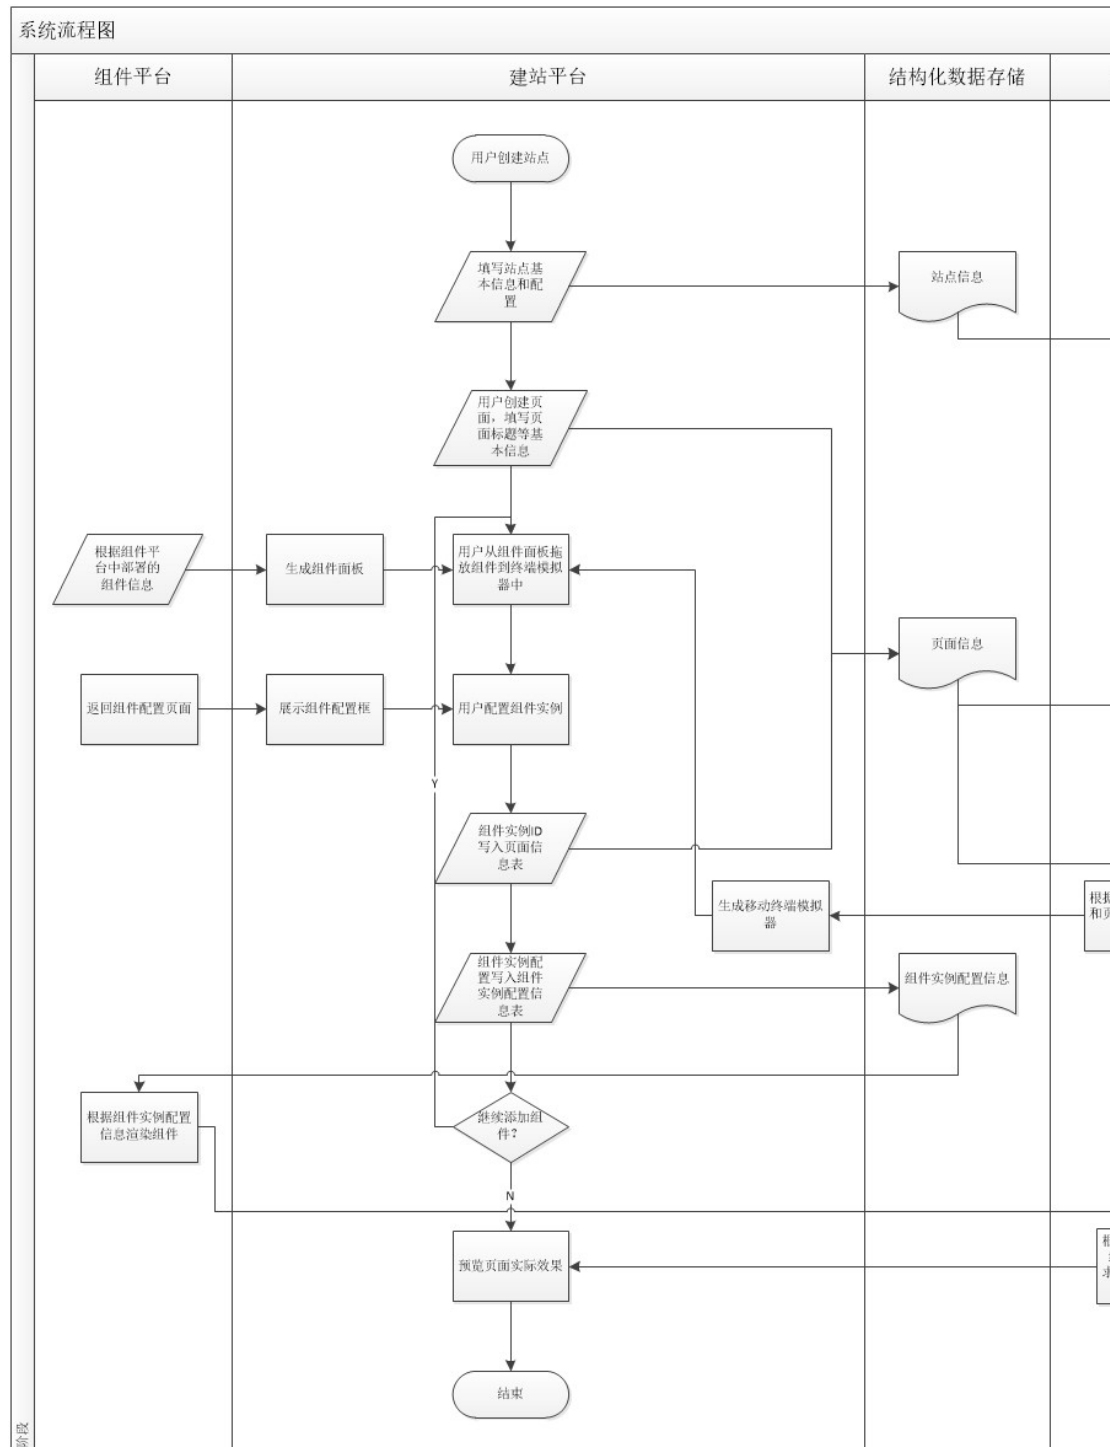 系统流程图
组件平台
建站平台
结构化数据存储
用户创建站点
填写站点基
本信息和配
置
站点信息
用户创建页
面，填写页
面标题等基
本信息
根据组件平
台中部署的
组件信息
生成组件面板
用户从组件面板拖
放组件到终端模拟
器中
页面信息
返回组件配置页面
展示组件配置框
用户配置组件实例
Y
组件实例ID
写入页面信
息表
生成移动终端模拟
器
根据
和页
组件实例配
置写入组件
实例配置信
息表
组件实例配置信息
根据组件实例配置
信息渲染组件
继续添加组
件？
N
预览页面实际效果
结束
阶段